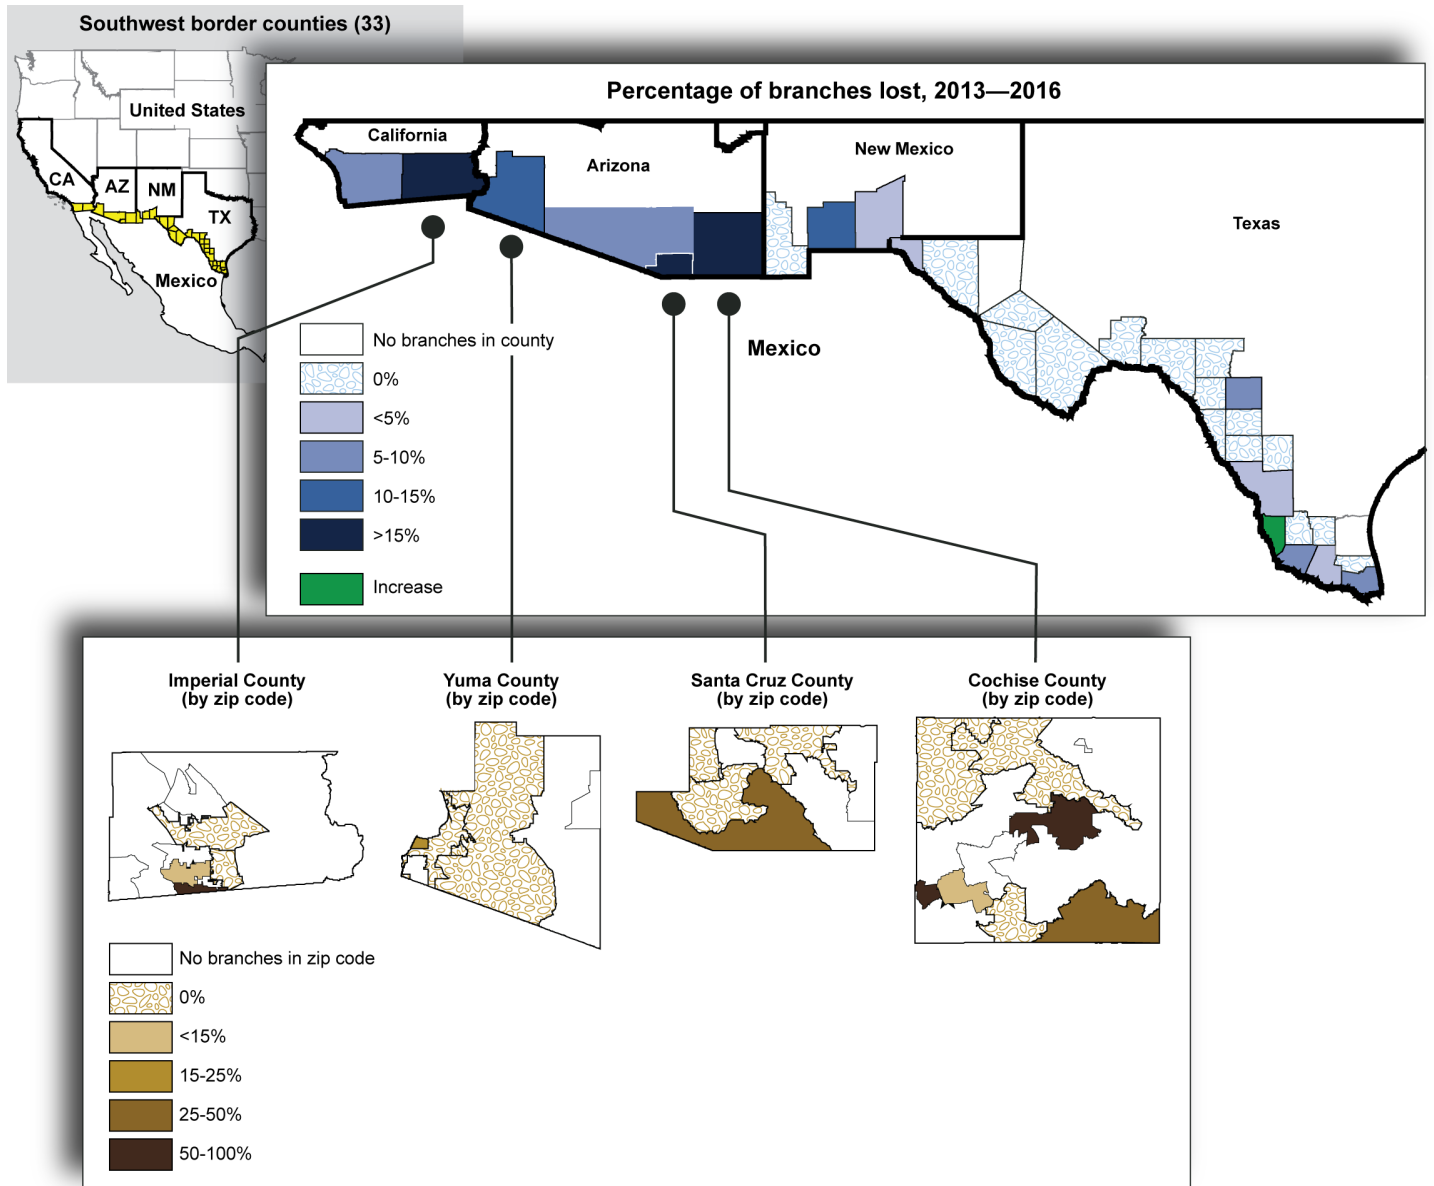 Southwest border counties (33)
United States
CA
AZ
NM
TX
Mexico
Percentage of branches lost, 2013—2016
California
Arizona
New Mexico
Texas
Mexico
No branches in county
0%
<5%
5-10%
10-15%
>15%
Increase
Imperial County
(by zip code)
Yuma County
(by zip code)
Santa Cruz County
(by zip code)
Cochise County
(by zip code)
No branches in zip code
0%
<15%
15-25%
25-50%
50-100%